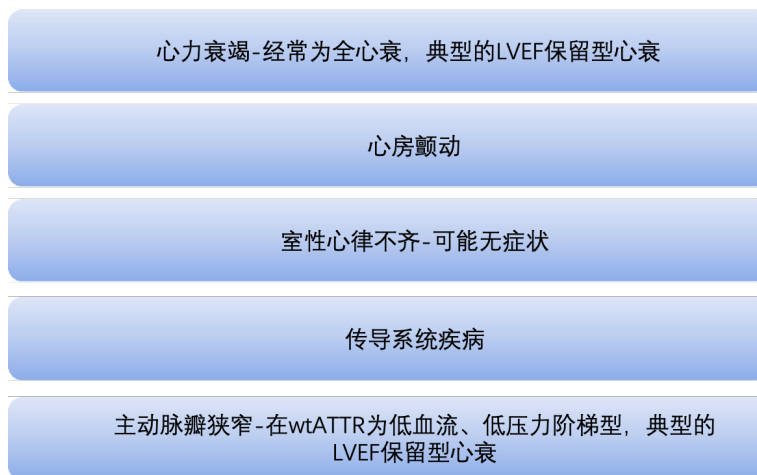 心力衰竭-经常为全心衰，典型的LVEF保留型心衰
心房颤动
室性心律不齐-可能无症状
传导系统疾病
主动脉瓣狭窄-在wtATTR为低血流、低压力阶梯型，典型的
LVEF保留型心衰